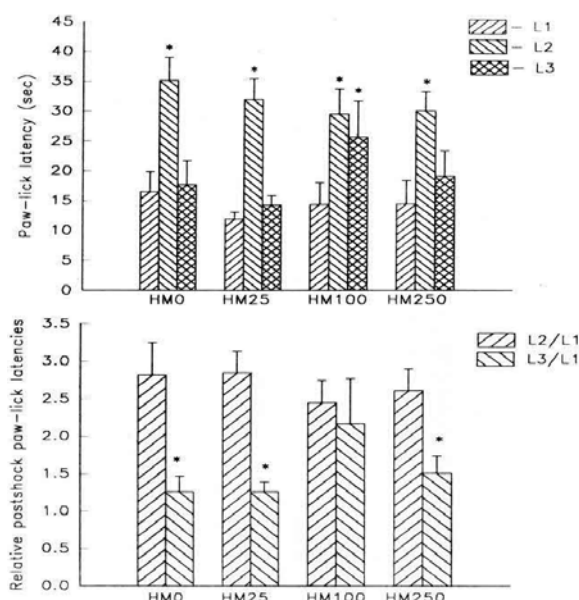 Paw-lick latency (sec)
45
40
35
30
25
20
15
10
5
0
* * * * *
– L1
– L2
– L3
HM0 HM25 HM100 HM250
Relative postshock paw-lick latencies
3.5
3.0
2.5
2.0
1.5
1.0
0.5
0.0
* * *
L2/L1
L3/L1
HM0 HM25 HM100 HM250